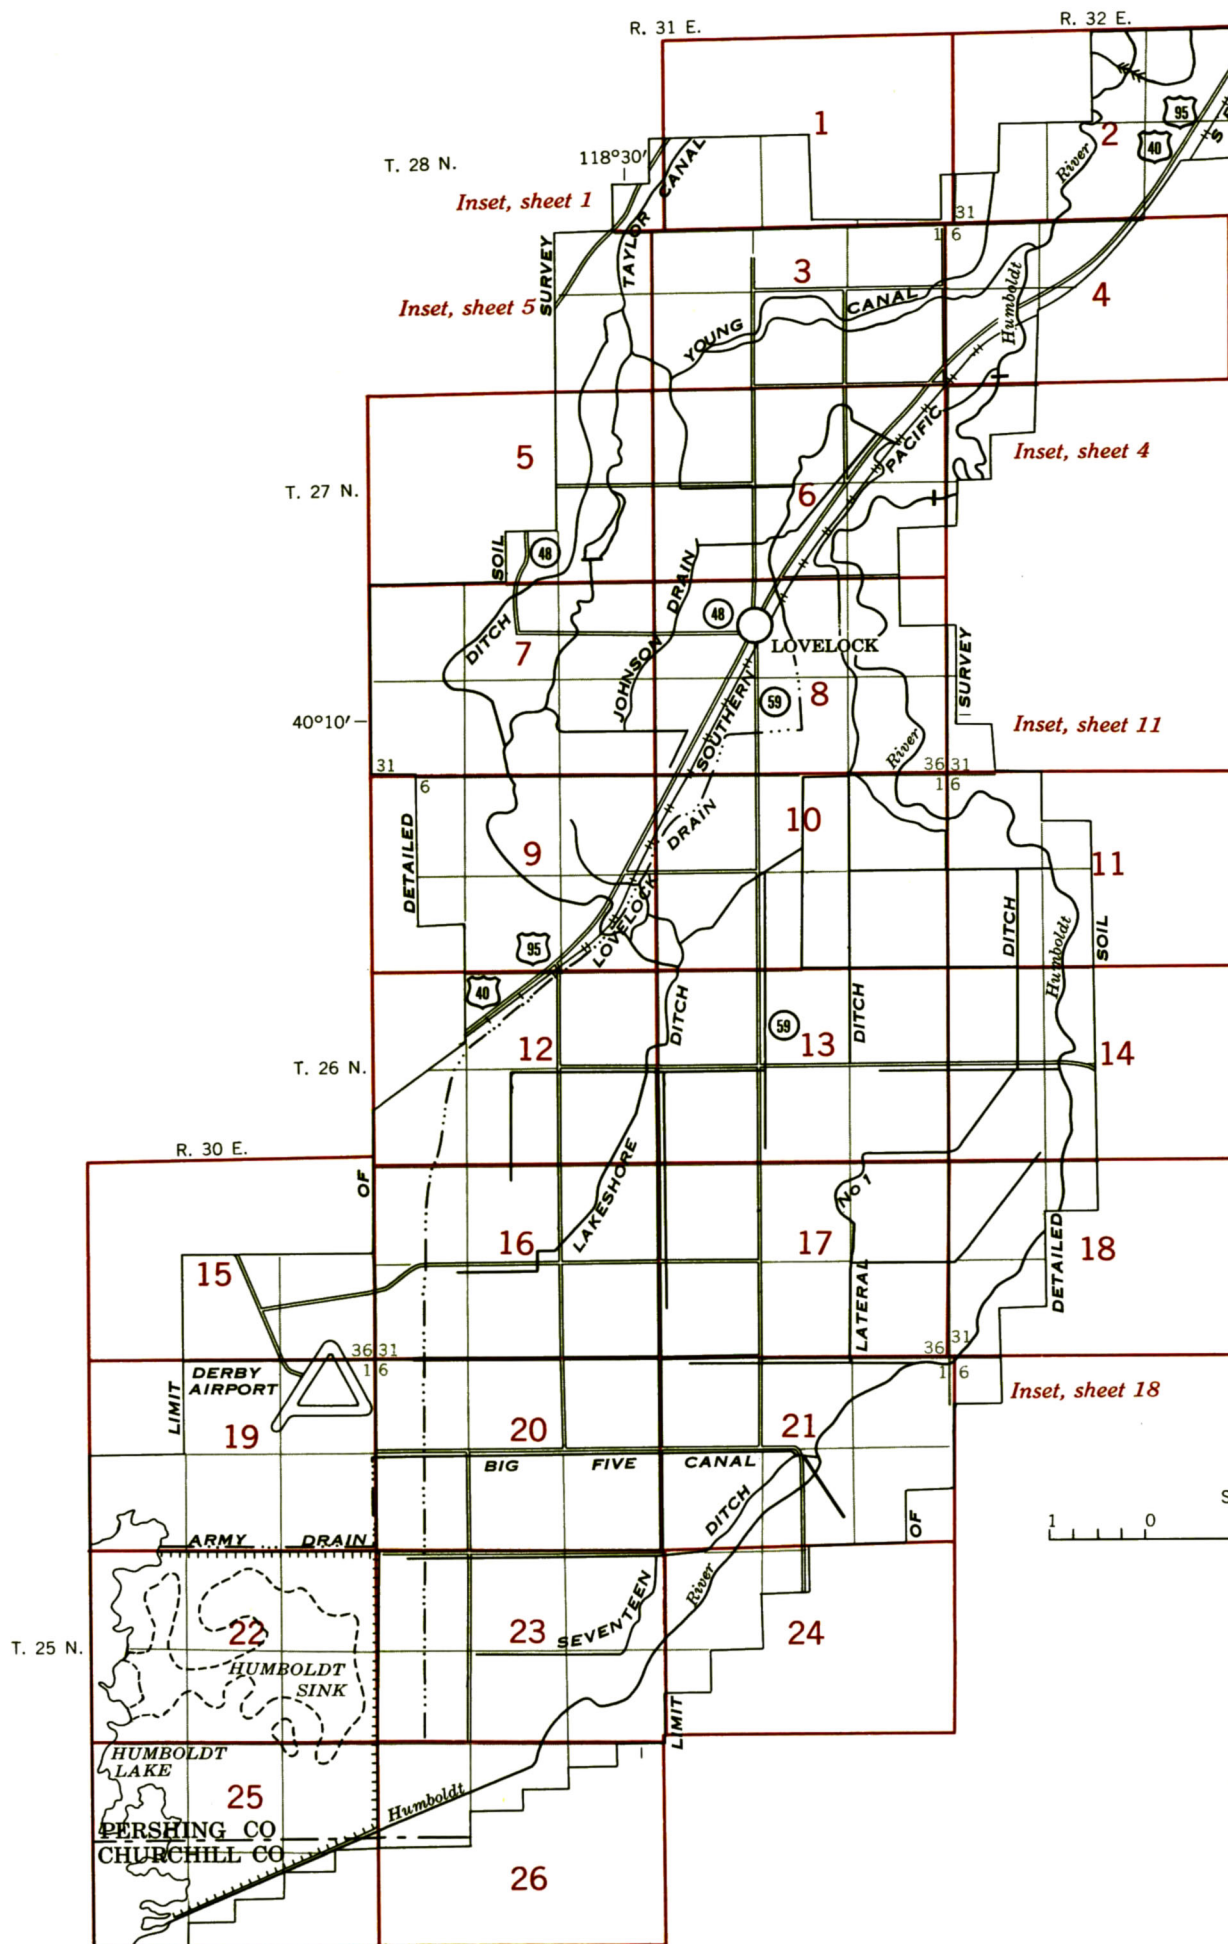 R. 31 E.
R. 32 E.
1
2
95
40
T. 28 N.
118°30′
TAYLOR CANAL
River
Inset, sheet 1
31
1 6
SURVEY
3
4
Inset, sheet 5
YOUNG CANAL
Humboldt
5
PACIFIC
Inset, sheet 4
T. 27 N.
6
SOIL
48
DRAIN
48
DITCH
7
JOHNSON
LOVELOCK
8
SURVEY
59
SOUTHERN
40°10′
River
Inset, sheet 11
31
6
36 31
1 6
DETAILED
9
DRAIN
10
11
LOVELOCK
DITCH
Humboldt
SOIL
95
40
DITCH
59
DITCH
12
13
14
T. 26 N.
R. 30 E.
OF
LAKESHORE
No 1
16
17
18
15
LATERAL
DETAILED
36 31
1 6
36 31
1 6
DERBY
AIRPORT
LIMIT
Inset, sheet 18
19
20
21
BIG FIVE CANAL
DITCH
OF
S
1 0
ARMY DRAIN
River
22
23
SEVENTEEN
24
T. 25 N.
HUMBOLDT
SINK
LIMIT
HUMBOLDT
LAKE
25
Humboldt
PERSHING CO
CHURCHILL CO
26